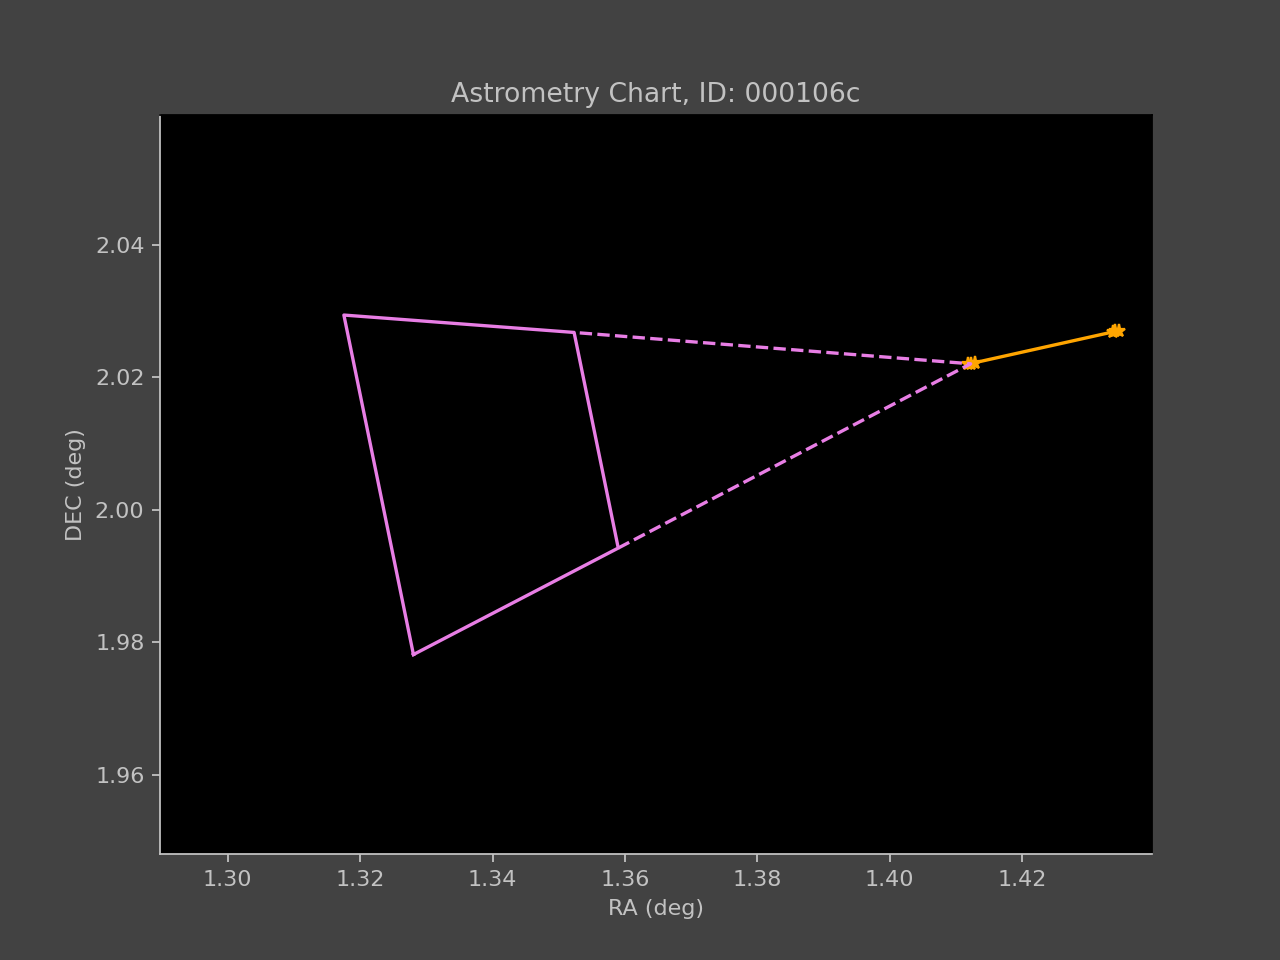 Astrometry Chart, ID: 000106c
2.04
2.02
2.00
1.98
1.96
DEC (deg)
1.30 1.32 1.34 1.36 1.38 1.40 1.42
RA (deg)